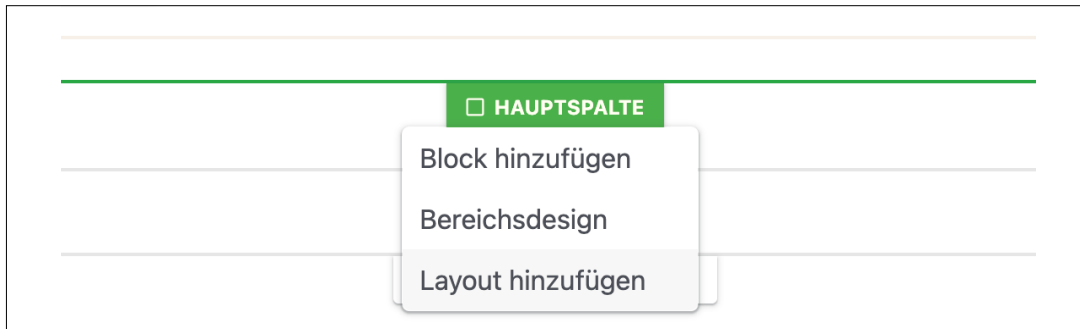 HAUPTSPALTE
Block hinzufügen
Bereichsdesign
Layout hinzufügen